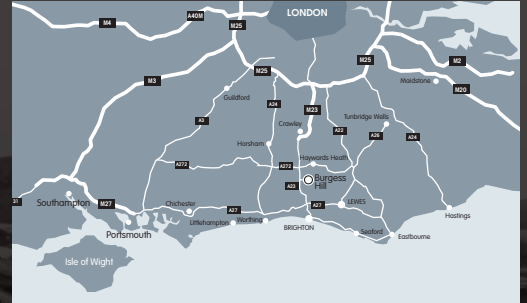 LONDON
M4
A40M
M25
M25
M25
M2
M3
M20
Maidstone
Guildford
A24
M23
A3
Crawley
A22
Tunbridge Wells
A26
A24
Horsham
A272
A272
Haywards Heath
A23
Burgess
Hill
31
Southampton
M27
Chichester
A27
A27
LEWES
Portsmouth
Littlehampton
Worthing
BRIGHTON
Seaford
Eastbourne
Hastings
Isle of Wight